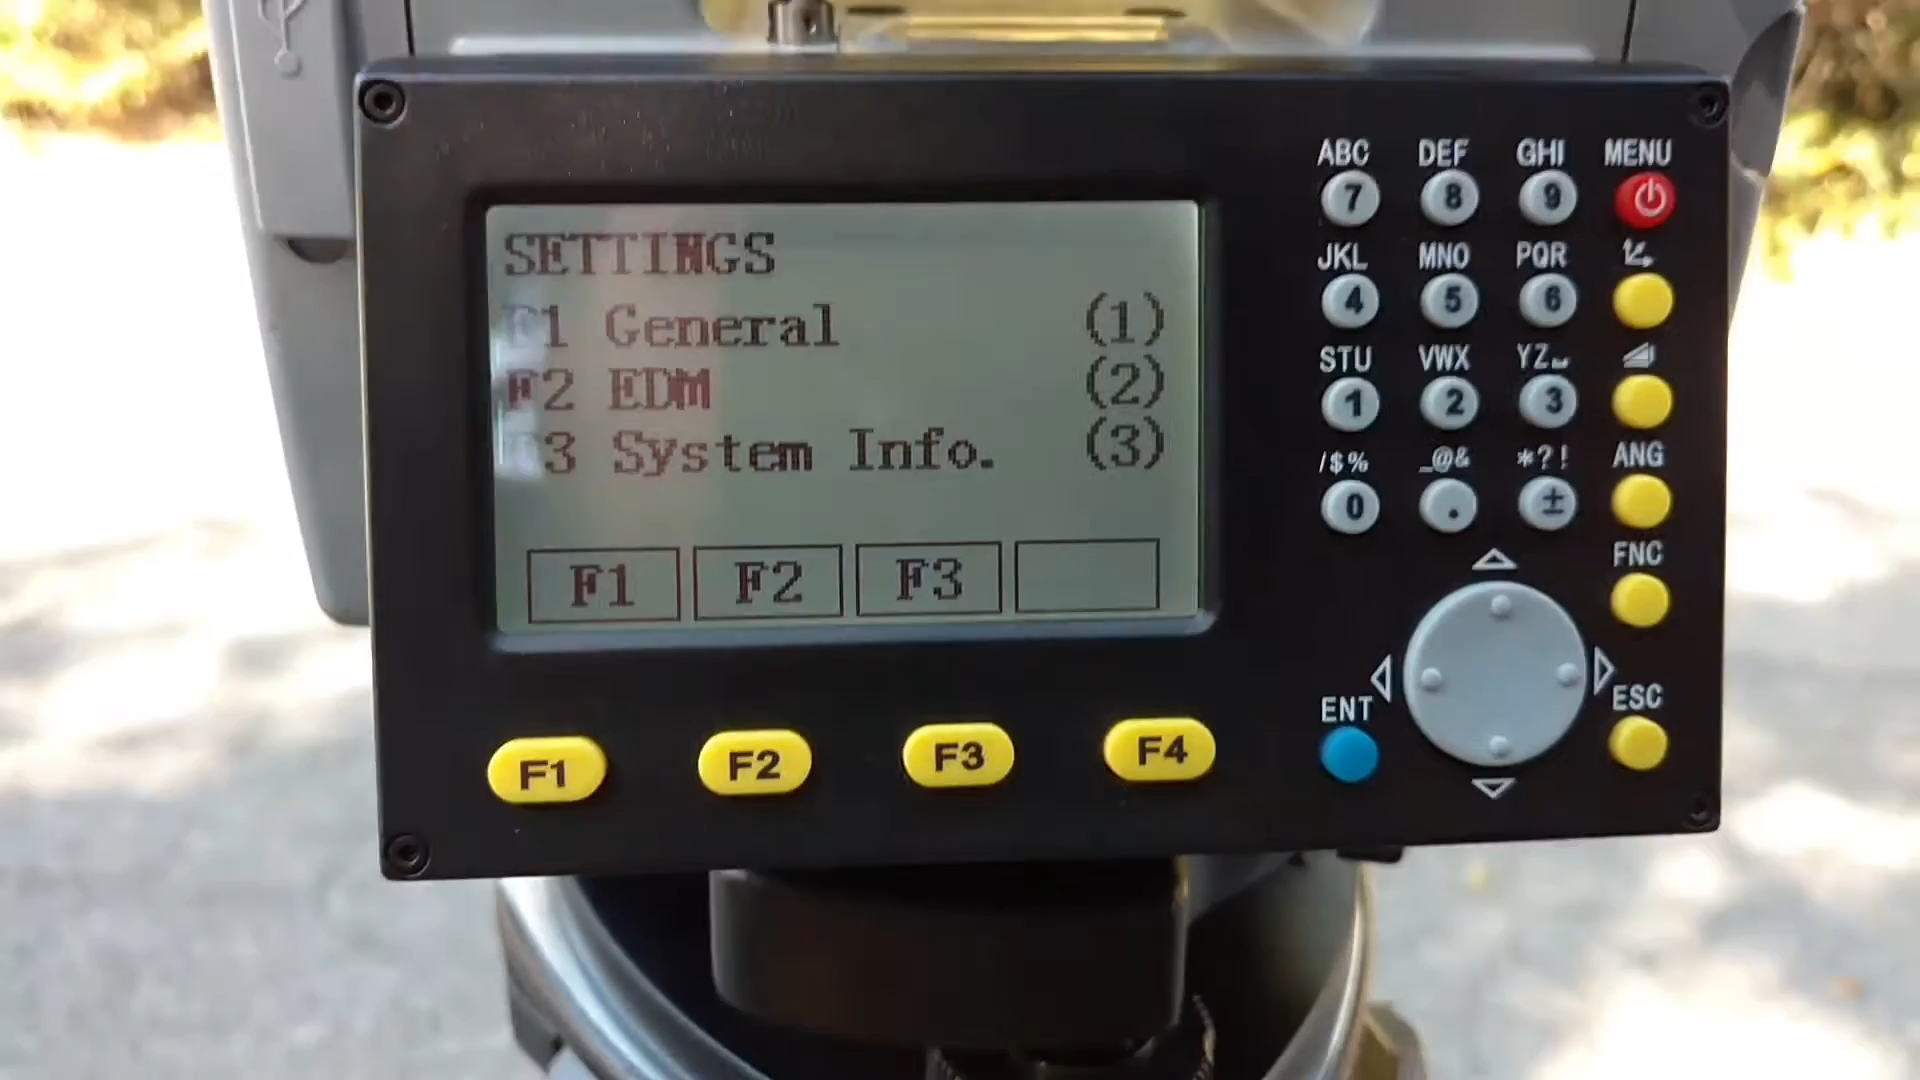 SETTINGS
F1 General (1)
F2 EDM (2)
F3 System Info. (3)
F1 F2 F3
F1 F2 F3 F4
ABC DEF GHI MENU
7 8 9
JKL MNO PQR
4 5 6
STU VWX YZ⎵
1 2 3
/$% _@& *?! ANG
0 . ±
FNC
ENT ESC